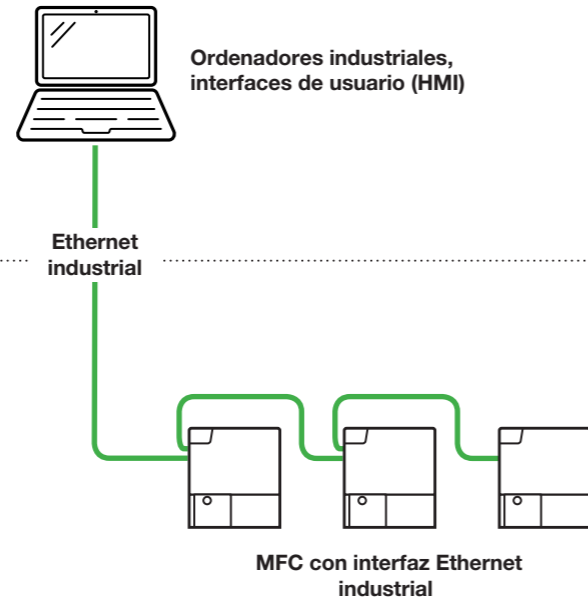 Ordenadores industriales,
interfaces de usuario (HMI)
Ethernet
industrial
MFC con interfaz Ethernet
industrial